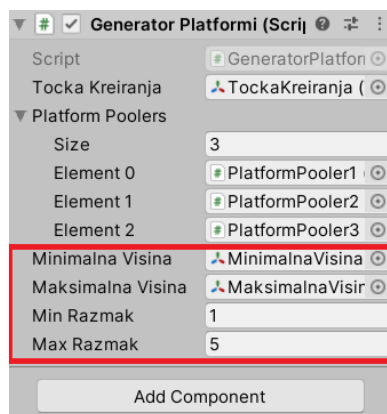 Generator Platformi (Scri
Script GeneratorPlatforr
Tocka Kreiranja TockaKreiranja (
Platform Poolers
Size 3
Element 0 PlatformPooler1
Element 1 PlatformPooler2
Element 2 PlatformPooler3
Minimalna Visina MinimalnaVisina
Maksimalna Visina MaksimalnaVisir
Min Razmak 1
Max Razmak 5
Add Component